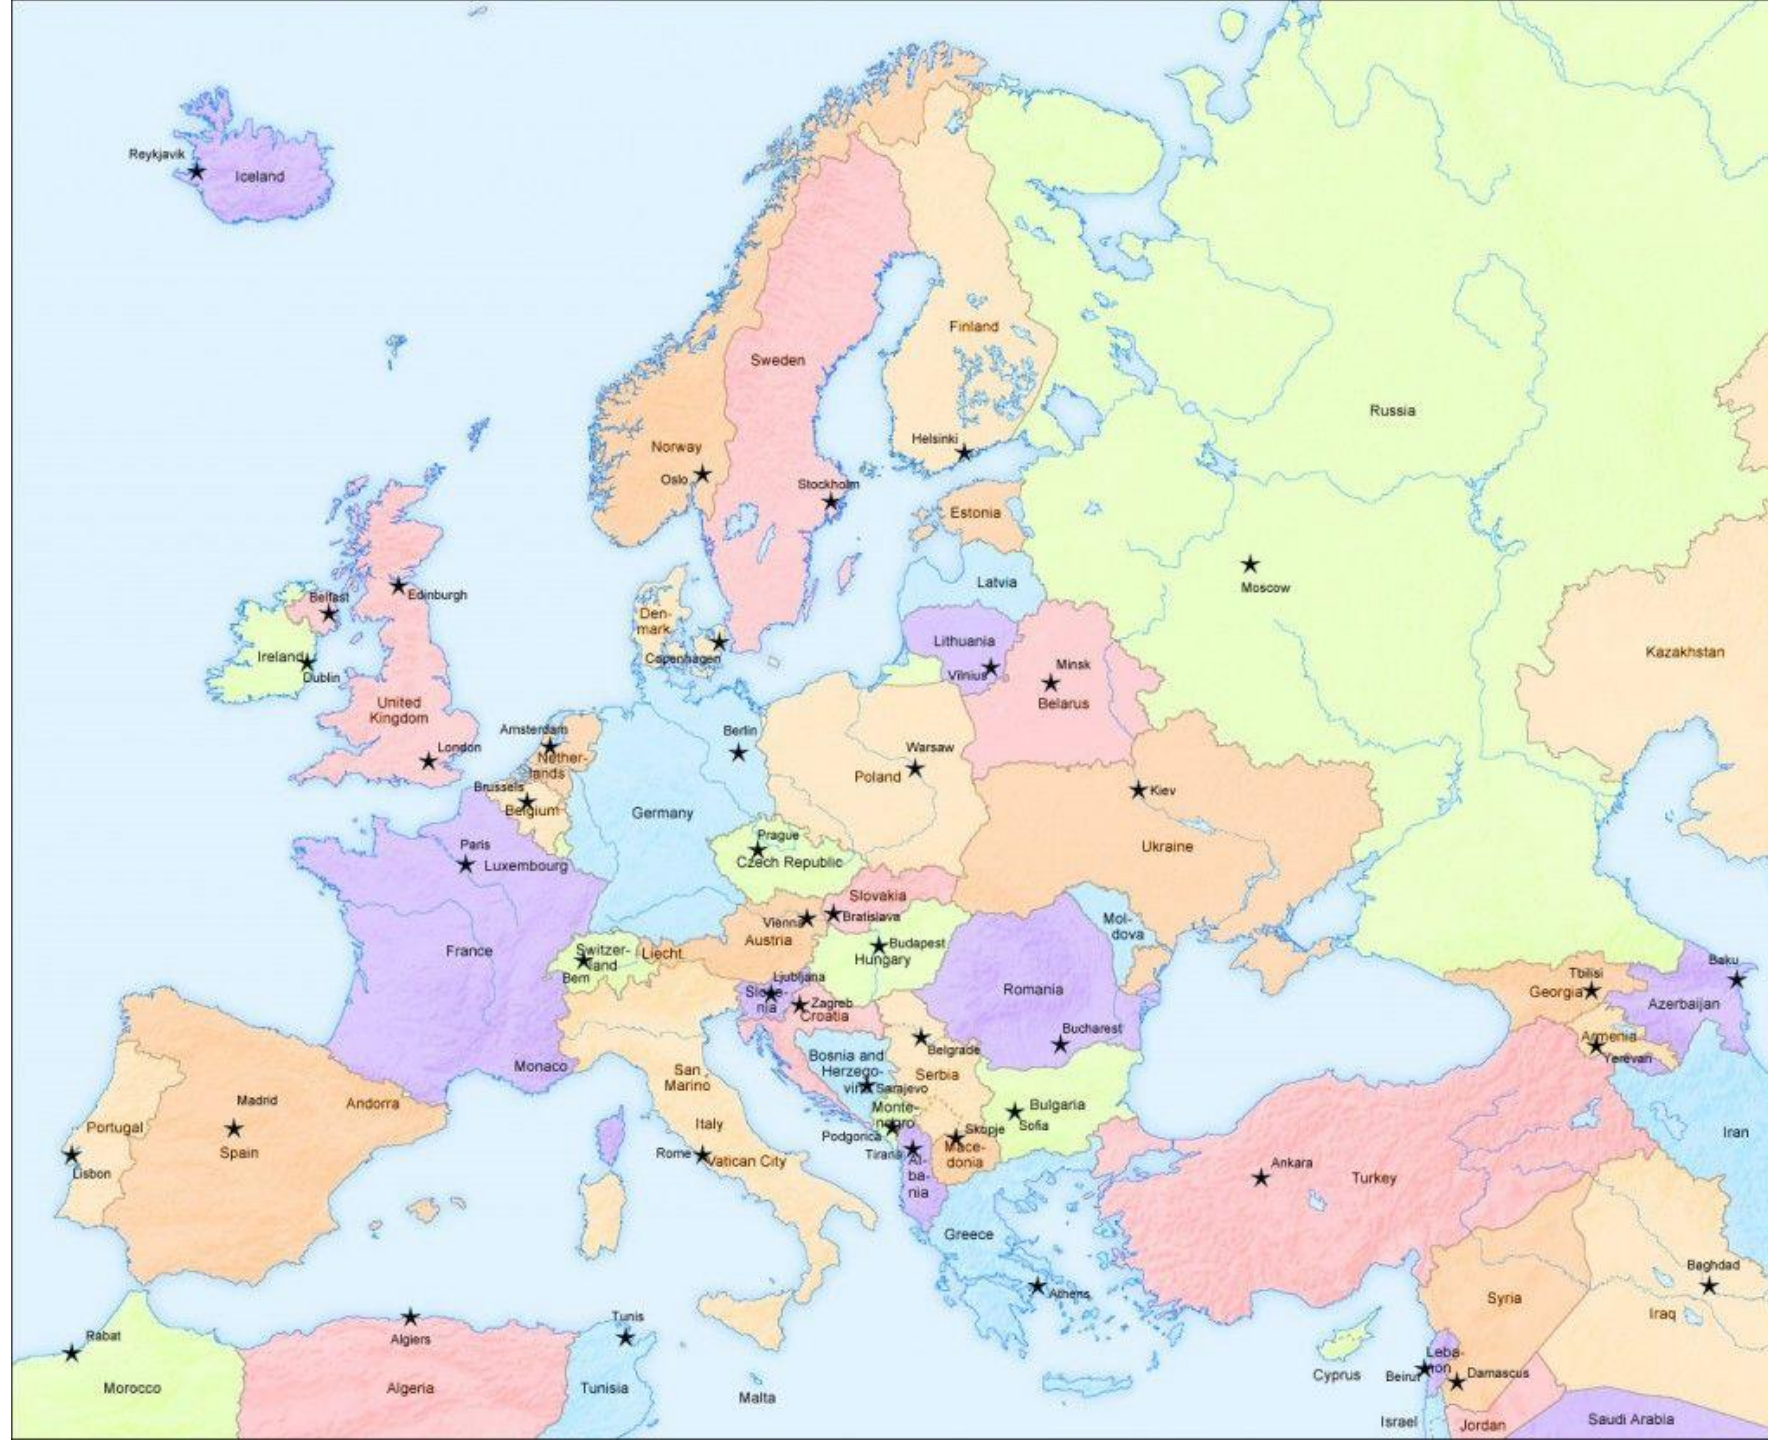 Reykjavik
Iceland
Finland
Sweden
Russia
Helsinki
Norway
Oslo
Stockholm
Estonia
Latvia
Moscow
Belfast
Edinburgh
Den-
mark
Copenhagen
Lithuania
Vilnius
Minsk
Belarus
Kazakhstan
Ireland
Dublin
United
Kingdom
London
Amsterdam
Nether-
lands
Berlin
Warsaw
Poland
Brussels
Belgium
Germany
Kiev
Ukraine
Paris
Luxembourg
Prague
Czech Republic
Slovakia
Bratislava
Vienna
Austria
Budapest
Hungary
Mol-
dova
France
Switzer-
land
Bern
Liecht.
Ljubljana
Slove-
nia
Zagreb
Croatia
Romania
Bucharest
Tbilisi
Georgia
Baku
Azerbaijan
Armenia
Yerevan
Belgrade
Serbia
Bosnia and
Herzego-
vina
Sarajevo
Monaco
San
Marino
Andorra
Madrid
Spain
Portugal
Lisbon
Italy
Rome
Vatican City
Monte-
negro
Podgorica
Tirana
Al-
ba-
nia
Skopje
Mace-
donia
Bulgaria
Sofia
Iran
Ankara
Turkey
Greece
Athens
Baghdad
Iraq
Syria
Rabat
Morocco
Algiers
Algeria
Tunis
Tunisia
Malta
Cyprus
Leba-
non
Beirut
Damascus
Israel
Jordan
Saudi Arabia